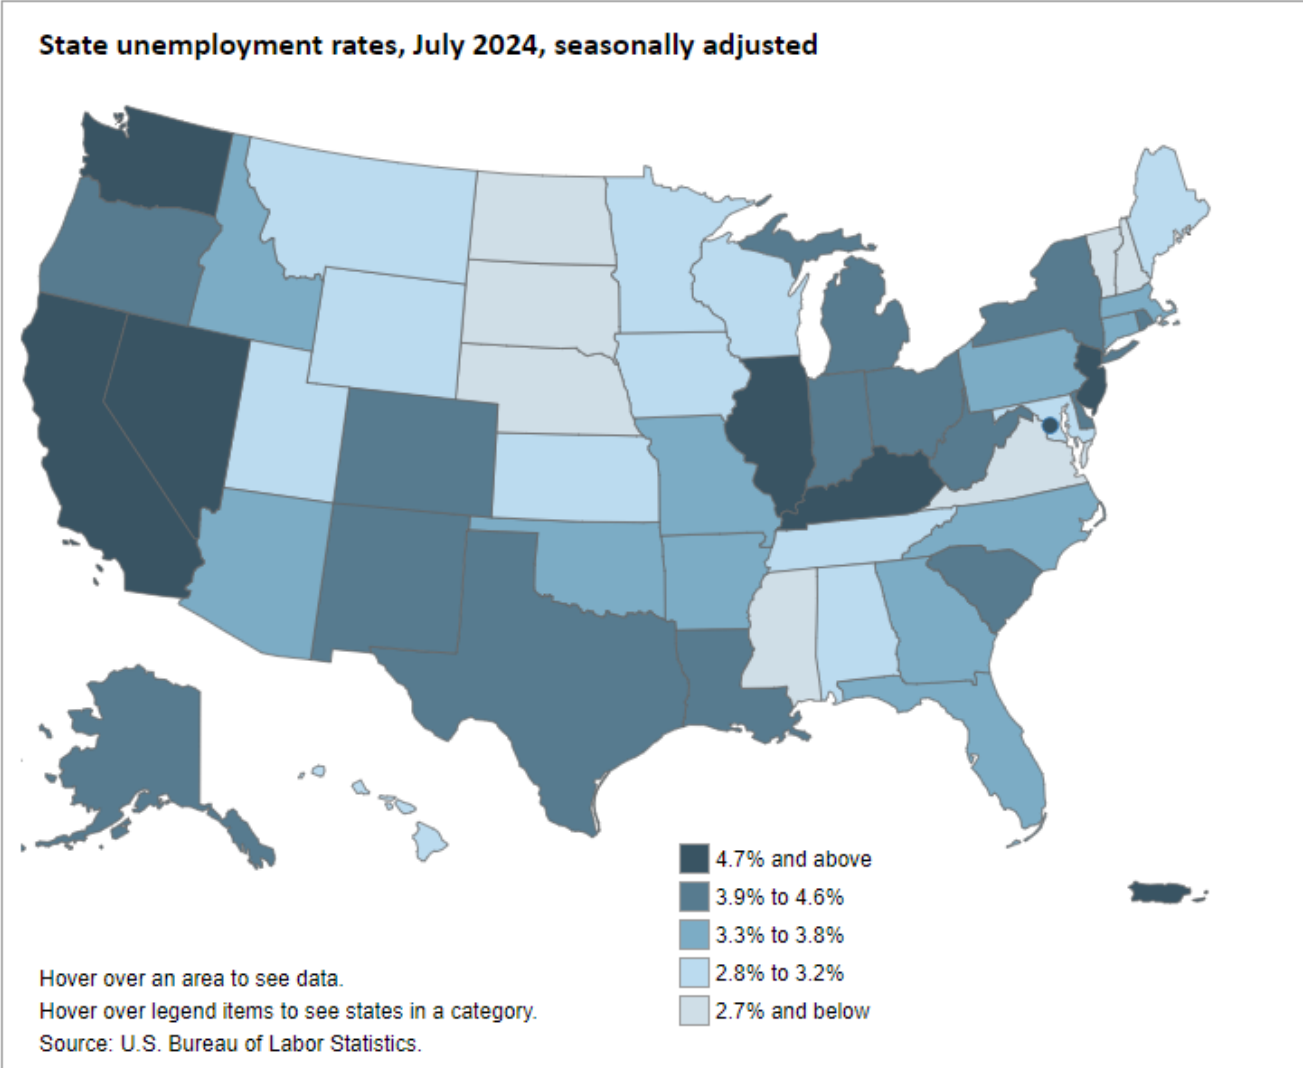 State unemployment rates, July 2024, seasonally adjusted
4.7% and above
3.9% to 4.6%
3.3% to 3.8%
2.8% to 3.2%
2.7% and below
Hover over an area to see data.
Hover over legend items to see states in a category.
Source: U.S. Bureau of Labor Statistics.